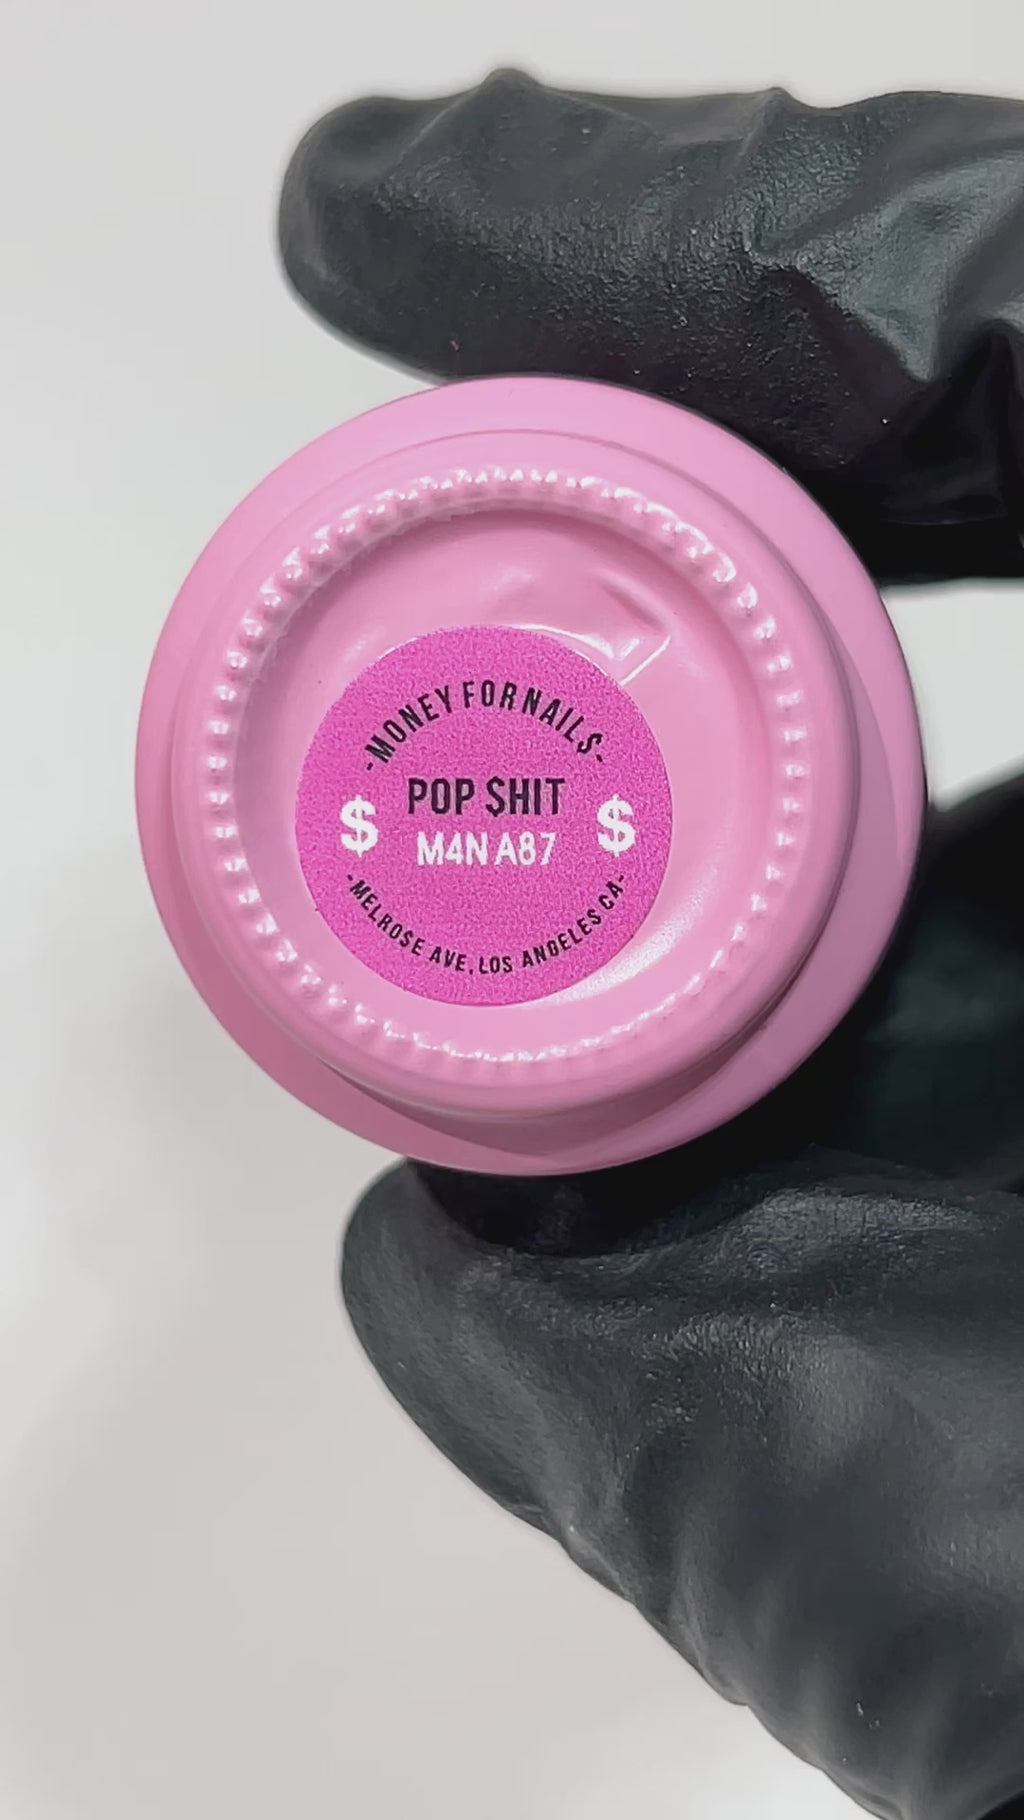 -MONEY FOR NAILS-
POP $HIT
$ M4N A87 $
-MELROSE AVE, LOS ANGELES CA-